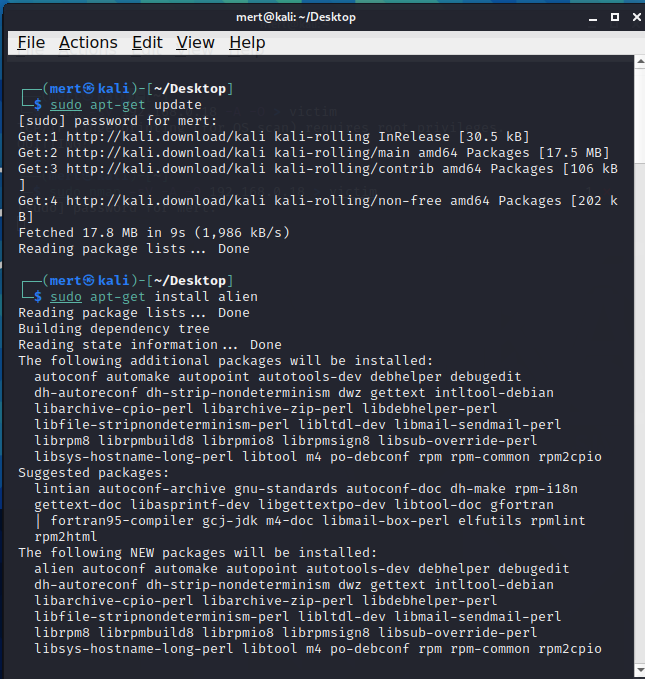 mert@kali: ~/Desktop
File Actions Edit View Help
┌──(mert㉿kali)-[~/Desktop]
└─$ sudo apt-get update
[sudo] password for mert:
Get:1 http://kali.download/kali kali-rolling InRelease [30.5 kB]
Get:2 http://kali.download/kali kali-rolling/main amd64 Packages [17.5 MB]
Get:3 http://kali.download/kali kali-rolling/contrib amd64 Packages [106 kB
]
Get:4 http://kali.download/kali kali-rolling/non-free amd64 Packages [202 k
B]
Fetched 17.8 MB in 9s (1,986 kB/s)
Reading package lists... Done
┌──(mert㉿kali)-[~/Desktop]
└─$ sudo apt-get install alien
Reading package lists... Done
Building dependency tree
Reading state information... Done
The following additional packages will be installed:
autoconf automake autopoint autotools-dev debhelper debugedit
dh-autoreconf dh-strip-nondeterminism dwz gettext intltool-debian
libarchive-cpio-perl libarchive-zip-perl libdebhelper-perl
libfile-stripnondeterminism-perl libltdl-dev libmail-sendmail-perl
librpm8 librpmbuild8 librpmio8 librpmsign8 libsub-override-perl
libsys-hostname-long-perl libtool m4 po-debconf rpm rpm-common rpm2cpio
Suggested packages:
lintian autoconf-archive gnu-standards autoconf-doc dh-make rpm-i18n
gettext-doc libasprintf-dev libgettextpo-dev libtool-doc gfortran
| fortran95-compiler gcj-jdk m4-doc libmail-box-perl elfutils rpmlint
rpm2html
The following NEW packages will be installed:
alien autoconf automake autopoint autotools-dev debhelper debugedit
dh-autoreconf dh-strip-nondeterminism dwz gettext intltool-debian
libarchive-cpio-perl libarchive-zip-perl libdebhelper-perl
libfile-stripnondeterminism-perl libltdl-dev libmail-sendmail-perl
librpm8 librpmbuild8 librpmio8 librpmsign8 libsub-override-perl
libsys-hostname-long-perl libtool m4 po-debconf rpm rpm-common rpm2cpio